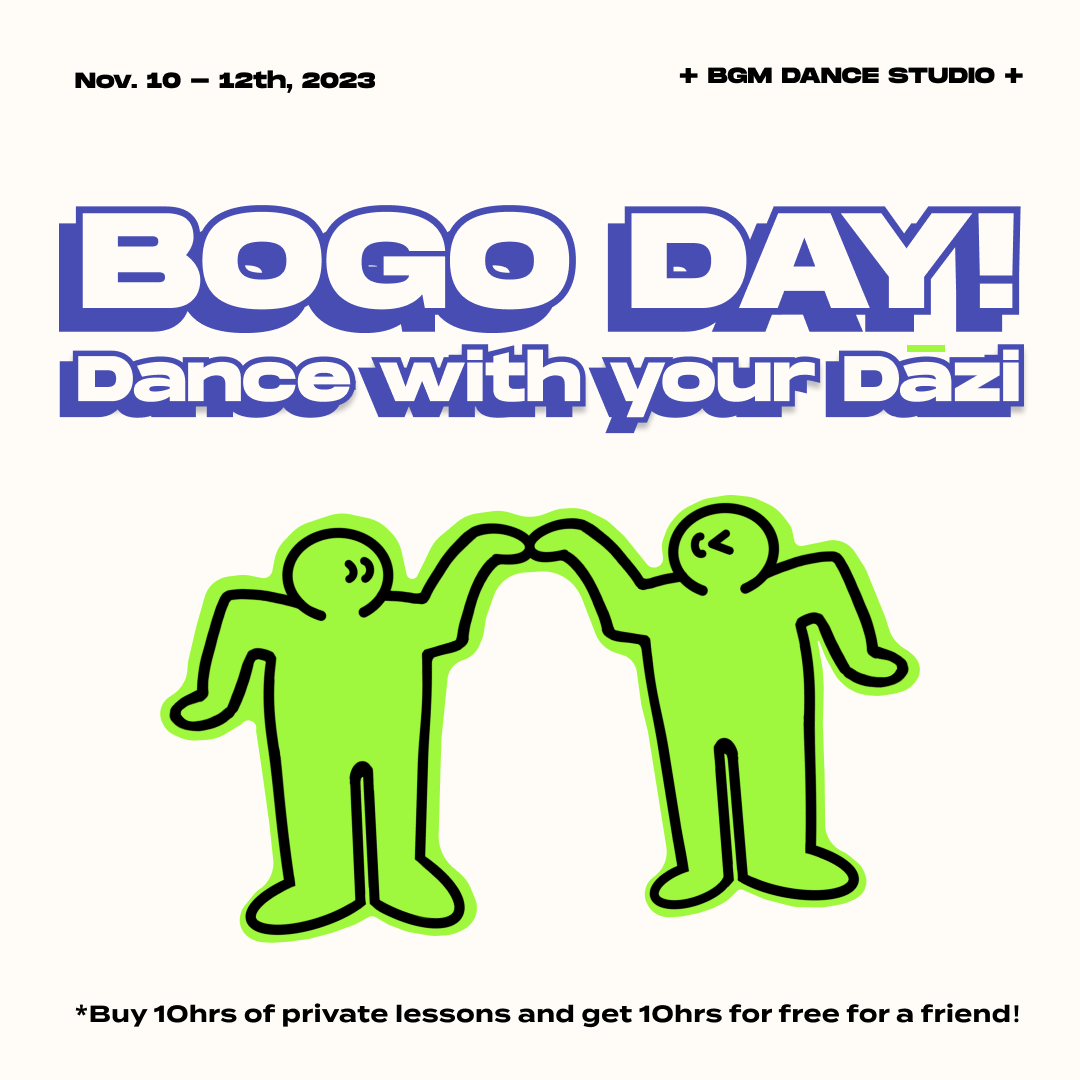 Nov. 10 – 12th, 2023
+ BGM DANCE STUDIO +
BOGO DAY!
Dance with your Dāzi
*Buy 10hrs of private lessons and get 10hrs for free for a friend!